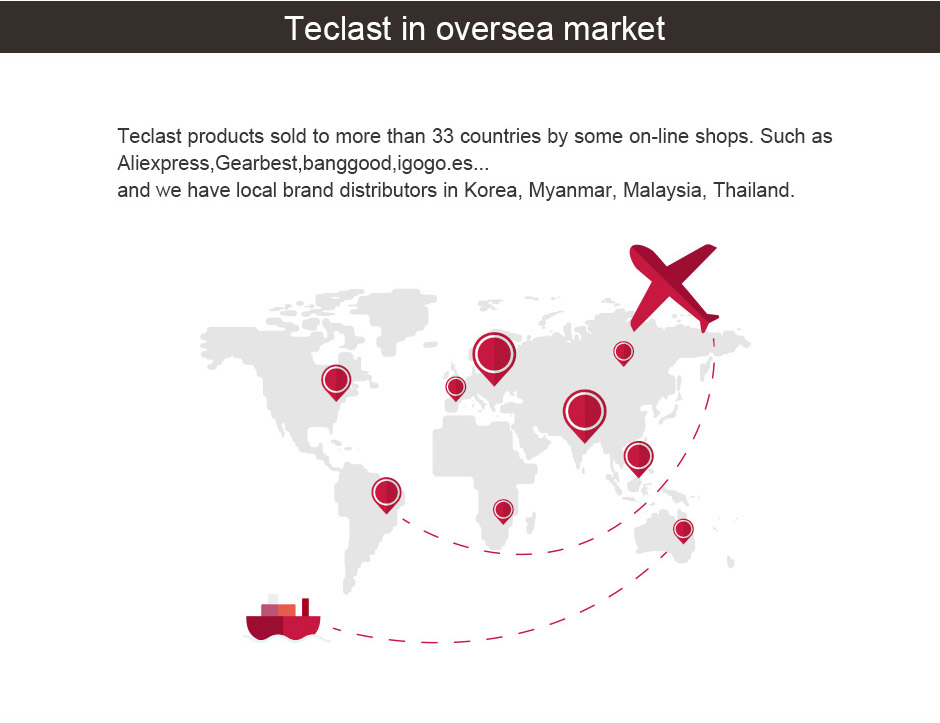 Teclast in oversea market
Teclast products sold to more than 33 countries by some on-line shops. Such as
Aliexpress,Gearbest,banggood,igogo.es...
and we have local brand distributors in Korea, Myanmar, Malaysia, Thailand.